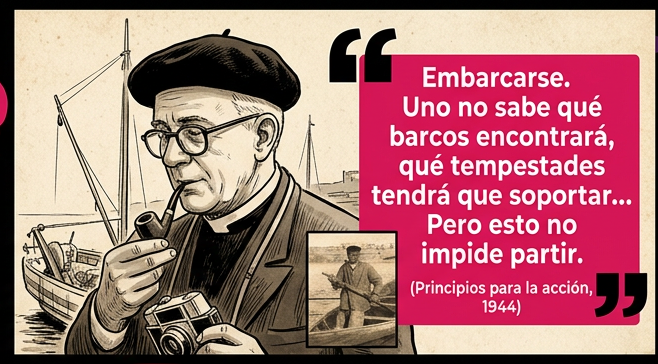 “
Embarcarse.
Uno no sabe qué
barcos encontrará,
qué tempestades
tendrá que soportar...
Pero esto no
impide partir.
(Principios para la acción,
1944)
”